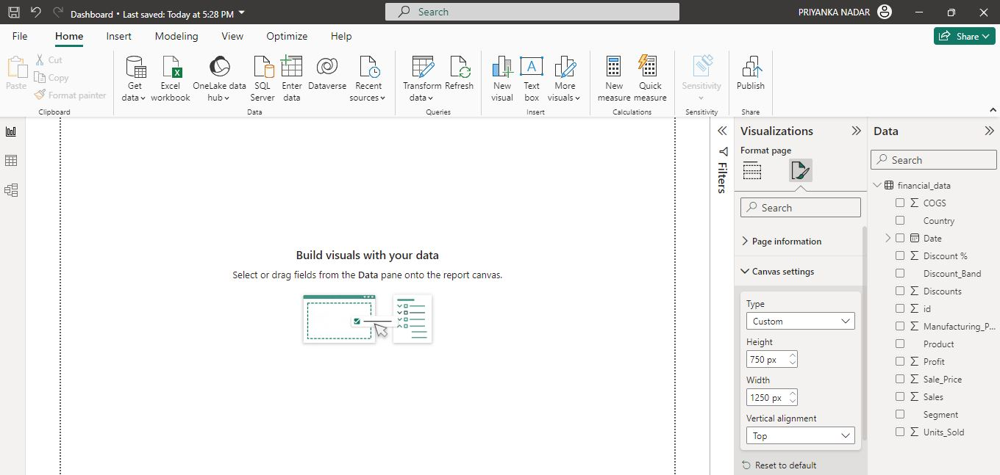 Dashboard • Last saved: Today at 5:28 PM
Search
PRIYANKA NADAR
File Home Insert Modeling View Optimize Help
Share
Paste
Cut
Copy
Format painter
Clipboard
Get data
Excel workbook
OneLake data hub
SQL Server
Enter data
Dataverse
Recent sources
Data
Transform data
Refresh
Queries
New visual
Text box
A
More visuals
Insert
New measure
Quick measure
Calculations
Sensitivity
Sensitivity
Publish
Share
Build visuals with your data
Select or drag fields from the Data pane onto the report canvas.
Filters
Visualizations
Format page
Search
Page information
Canvas settings
Type
Custom
Height
750 px
Width
1250 px
Vertical alignment
Top
Reset to default
Data
Search
financial_data
Σ COGS
Country
Date
Σ Discount %
Discount_Band
Σ Discounts
Σ id
Σ Manufacturing_P...
Product
Σ Profit
Σ Sale_Price
Σ Sales
Segment
Σ Units_Sold